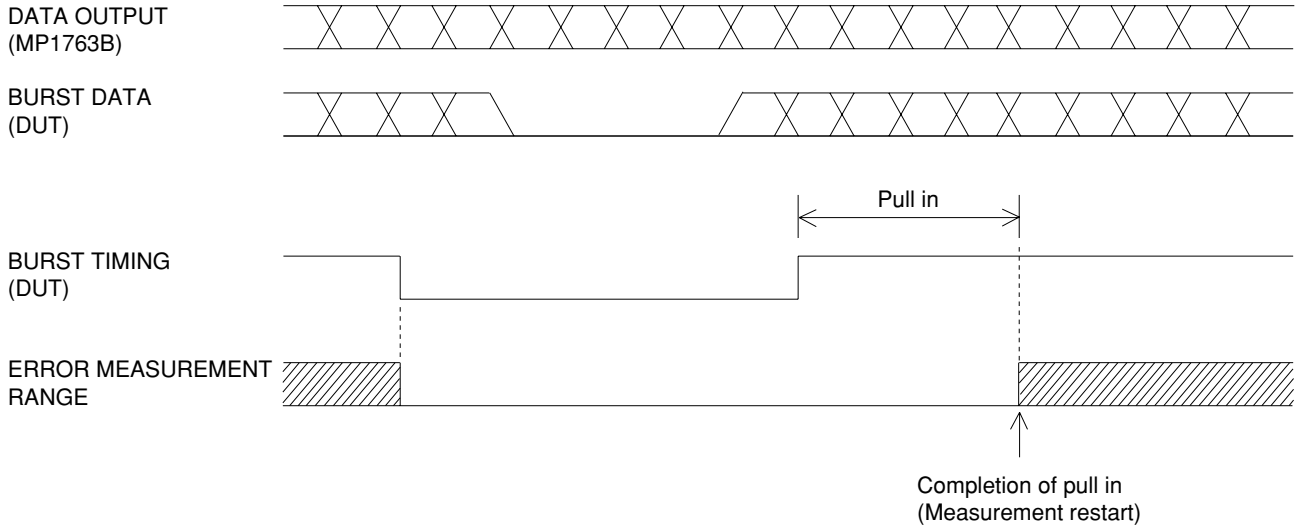 DATA OUTPUT
(MP1763B)
BURST DATA
(DUT)
Pull in
BURST TIMING
(DUT)
ERROR MEASUREMENT
RANGE
Completion of pull in
(Measurement restart)